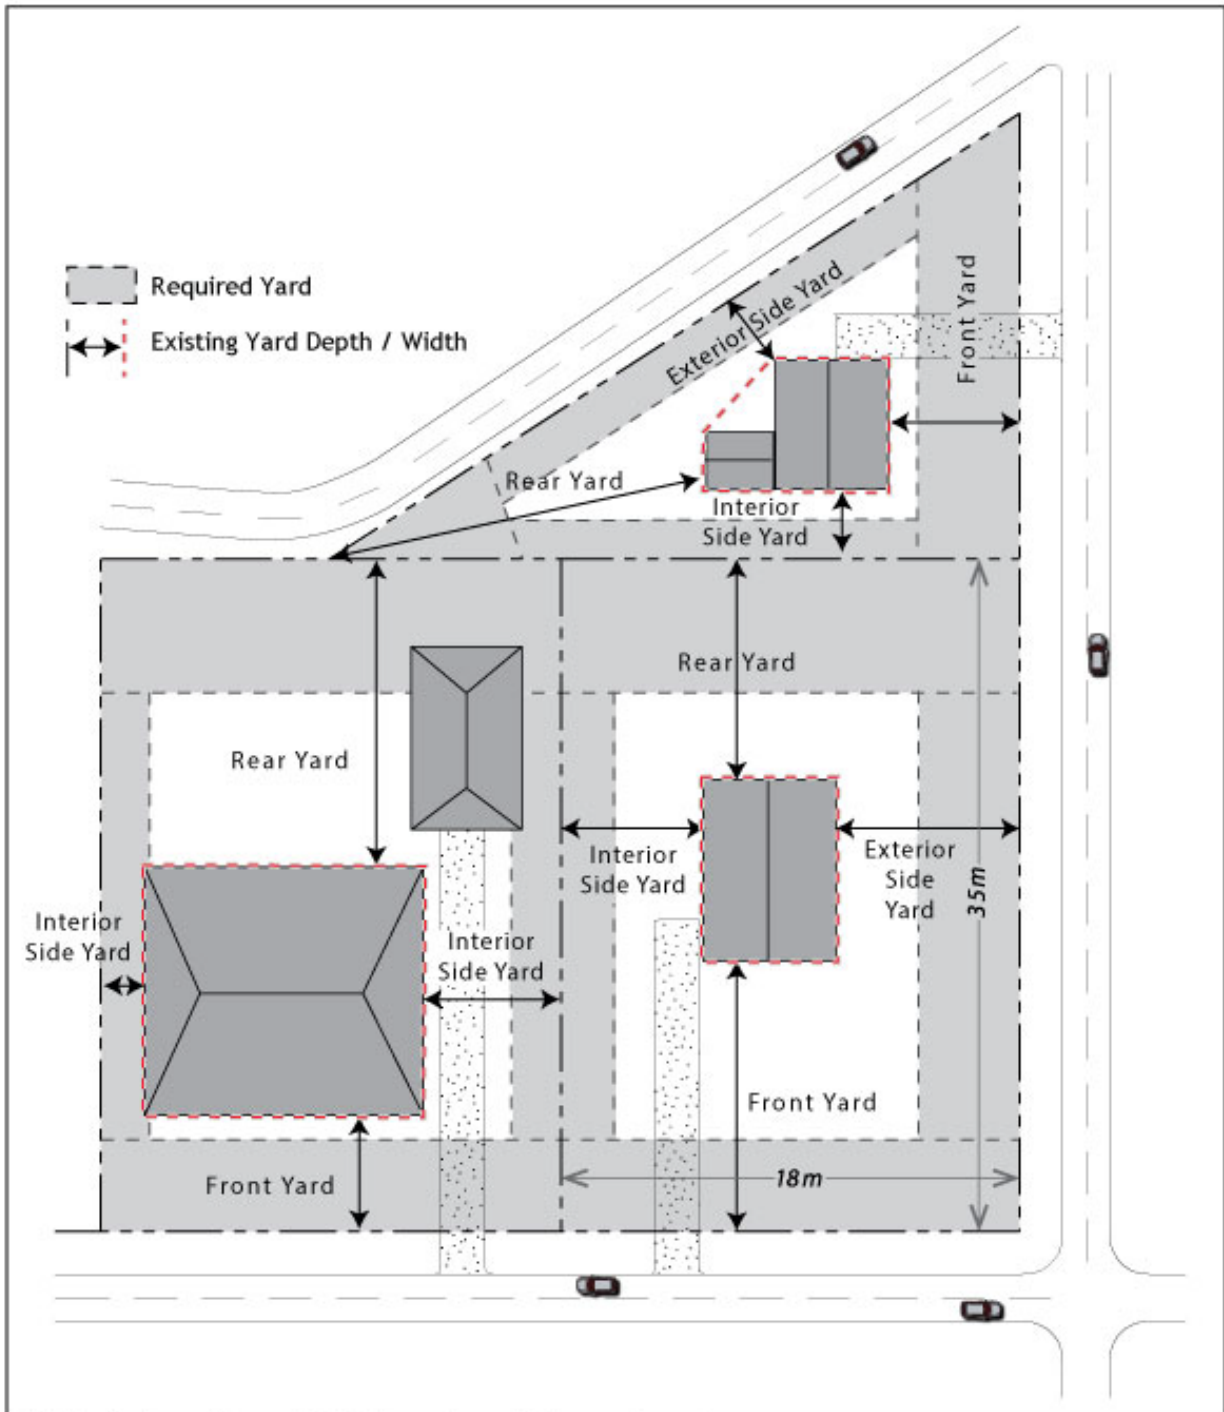 Required Yard
Existing Yard Depth / Width
Exterior Side Yard
Front Yard
Rear Yard
Interior
Side Yard
Rear Yard
Rear Yard
Interior
Side Yard
Exterior
Side
Yard
35m
Interior
Side Yard
Interior
Side Yard
Front Yard
18m
Front Yard